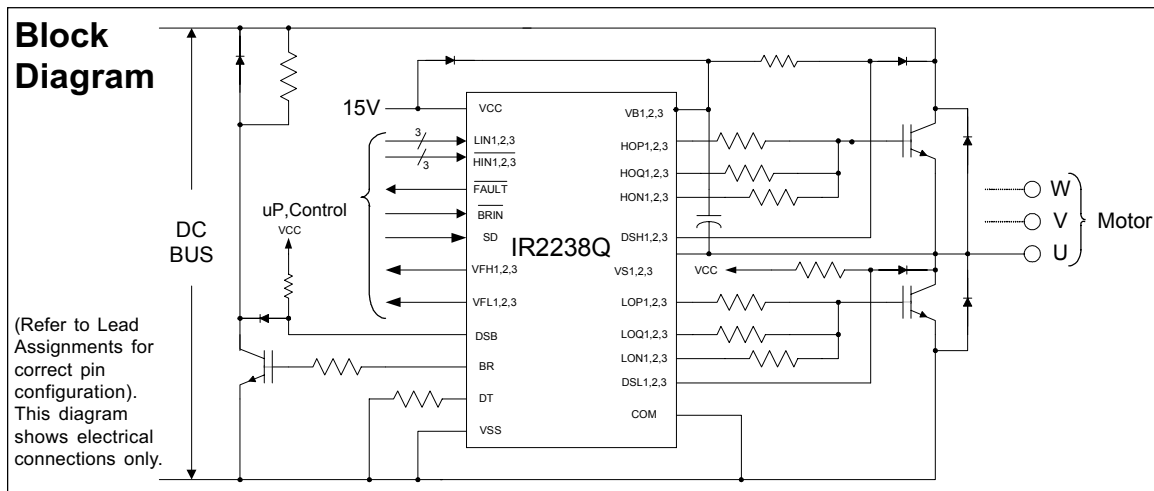 Block
Diagram
15V
VCC
LIN1,2,3
3
HIN1,2,3
3
FAULT
BRIN
SD
VFH1,2,3
VFL1,2,3
DSB
BR
DT
VSS
uP,Control
VCC
DC
BUS
IR2238Q
VB1,2,3
HOP1,2,3
HOQ1,2,3
HON1,2,3
DSH1,2,3
VS1,2,3
VCC
LOP1,2,3
LOQ1,2,3
LON1,2,3
DSL1,2,3
COM
W
V
U
Motor
(Refer to Lead
Assignments for
correct pin
configuration).
This diagram
shows electrical
connections only.